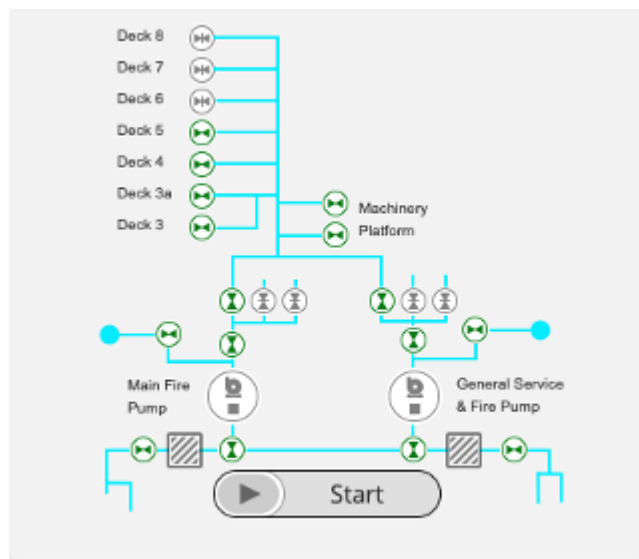 Deck 8
Deck 7
Deck 6
Deck 5
Deck 4
Deck 3a
Deck 3
Machinery
Platform
Main Fire
Pump
General Service
& Fire Pump
Start